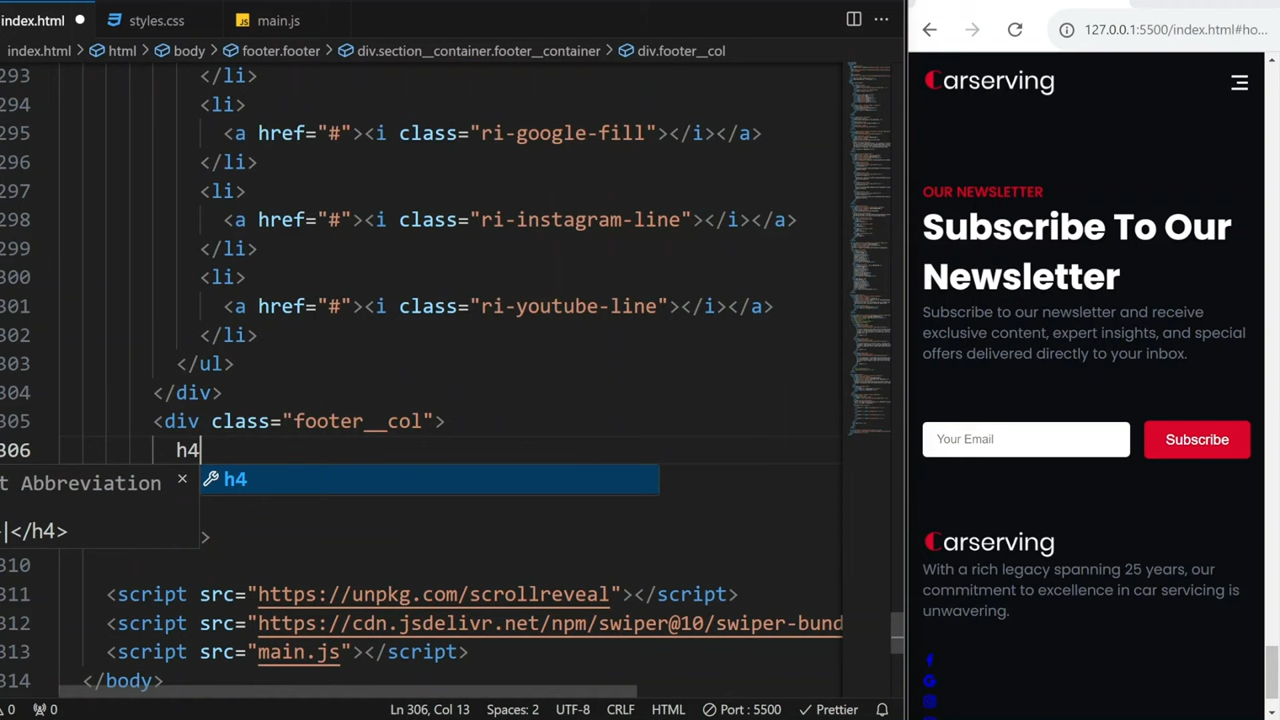 index.html
styles.css
JS main.js
index.html > html > body > footer.footer > div.section__container.footer__container > div.footer__col
293 </li>
294 <li>
295 <a href="#"><i class="ri-google-fill"></i></a>
296 </li>
297 <li>
298 <a href="#"><i class="ri-instagram-line"></i></a>
299 </li>
300 <li>
301 <a href="#"><i class="ri-youtube-line"></i></a>
302 </li>
303 </ul>
304 </div>
305 <div class="footer__col">
306 h4
h4
t Abbreviation ×
|</h4>
>
310
311 <script src="https://unpkg.com/scrollreveal"></script>
312 <script src="https://cdn.jsdelivr.net/npm/swiper@10/swiper-bund
313 <script src="main.js"></script>
314 </body>
0
0
Ln 306, Col 13
Spaces: 2
UTF-8
CRLF
HTML
Port : 5500
Prettier
127.0.0.1:5500/index.html#ho...
Carserving
OUR NEWSLETTER
Subscribe To Our
Newsletter
Subscribe to our newsletter and receive
exclusive content, expert insights, and special
offers delivered directly to your inbox.
Your Email
Subscribe
Carserving
With a rich legacy spanning 25 years, our
commitment to excellence in car servicing is
unwavering.